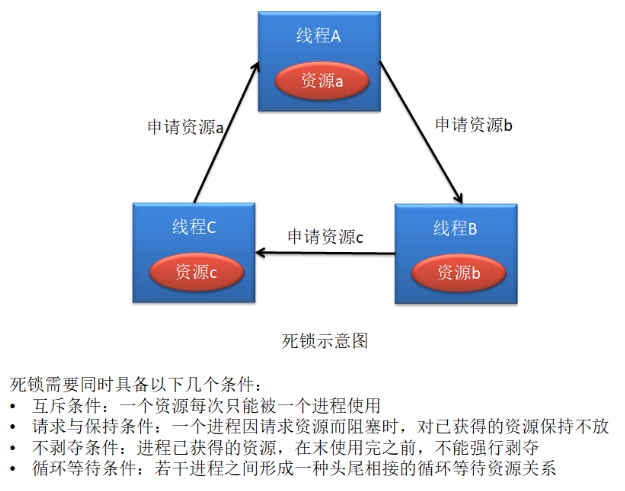 线程A
资源a
申请资源a
申请资源b
线程C
资源c
申请资源c
线程B
资源b
死锁示意图
死锁需要同时具备以下几个条件：
• 互斥条件：一个资源每次只能被一个进程使用
• 请求与保持条件：一个进程因请求资源而阻塞时，对已获得的资源保持不放
• 不剥夺条件：进程已获得的资源，在末使用完之前，不能强行剥夺
• 循环等待条件：若干进程之间形成一种头尾相接的循环等待资源关系